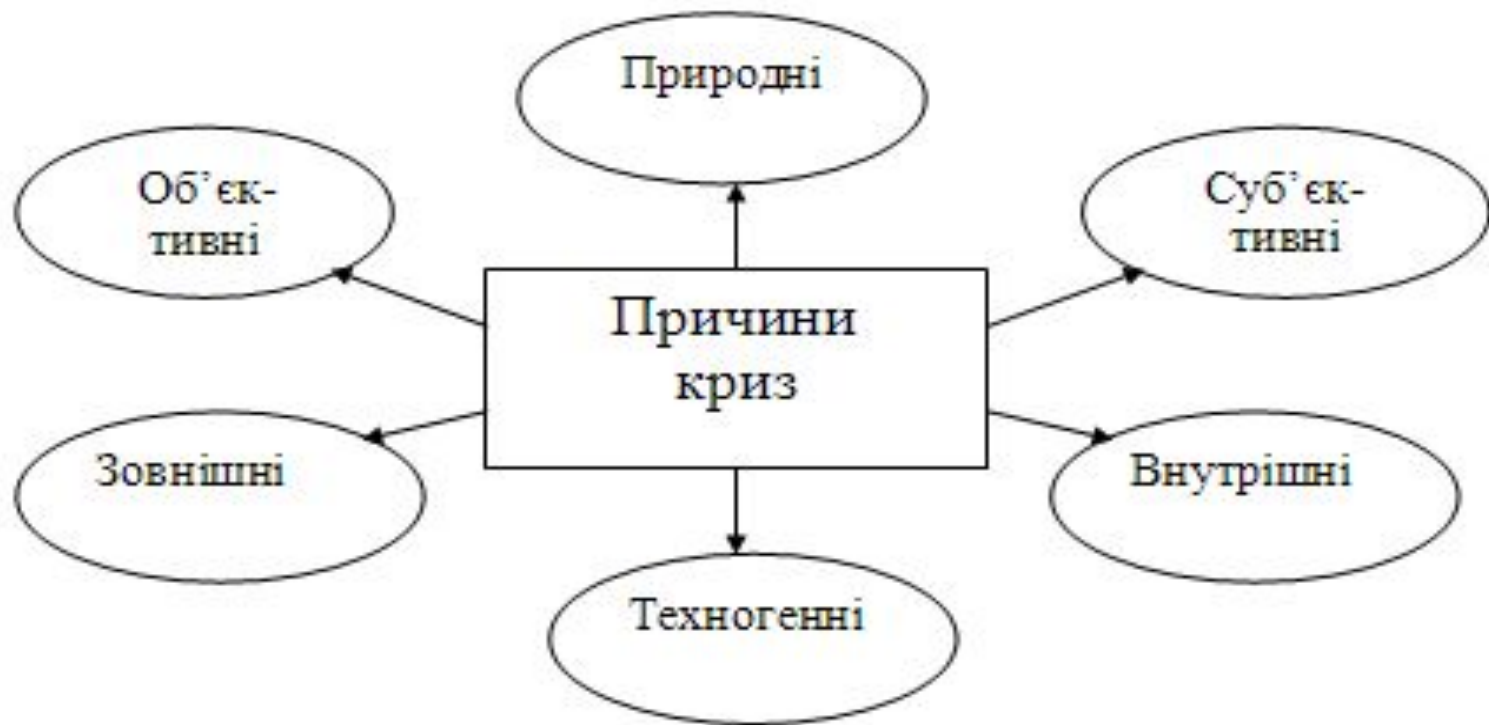 Природні
Об’єк-
тивні
Суб’єк-
тивні
Причини
криз
Зовнішні
Внутрішні
Техногенні